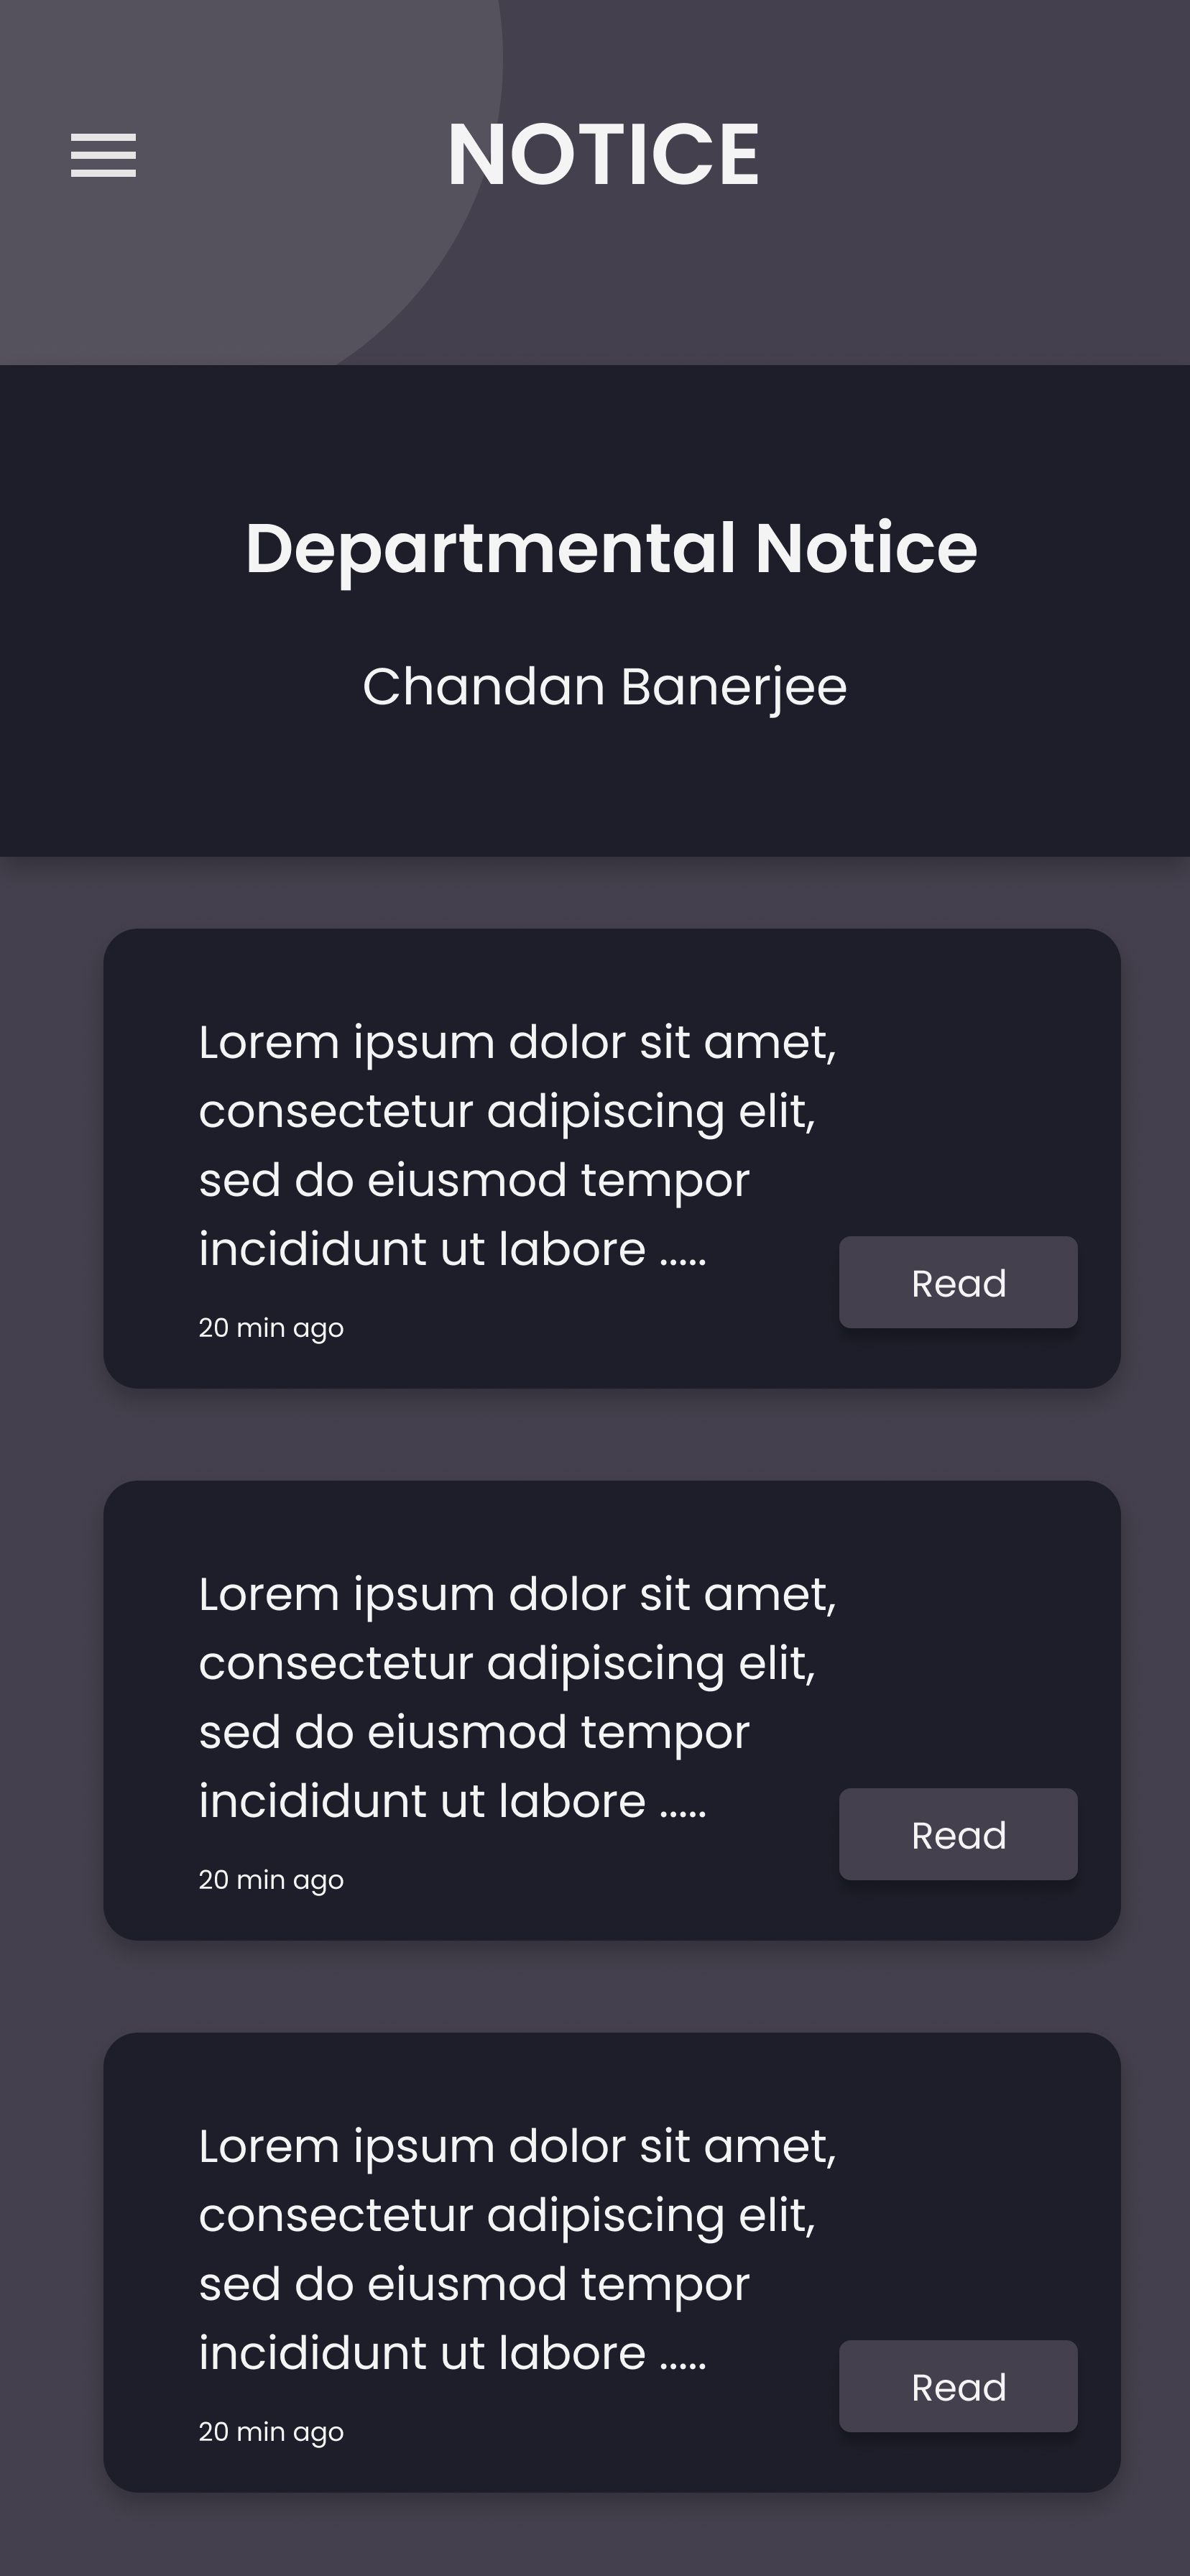 NOTICE
Departmental Notice
Chandan Banerjee
Lorem ipsum dolor sit amet,
consectetur adipiscing elit,
sed do eiusmod tempor
incididunt ut labore .....
Read
20 min ago
Lorem ipsum dolor sit amet,
consectetur adipiscing elit,
sed do eiusmod tempor
incididunt ut labore .....
Read
20 min ago
Lorem ipsum dolor sit amet,
consectetur adipiscing elit,
sed do eiusmod tempor
incididunt ut labore .....
Read
20 min ago